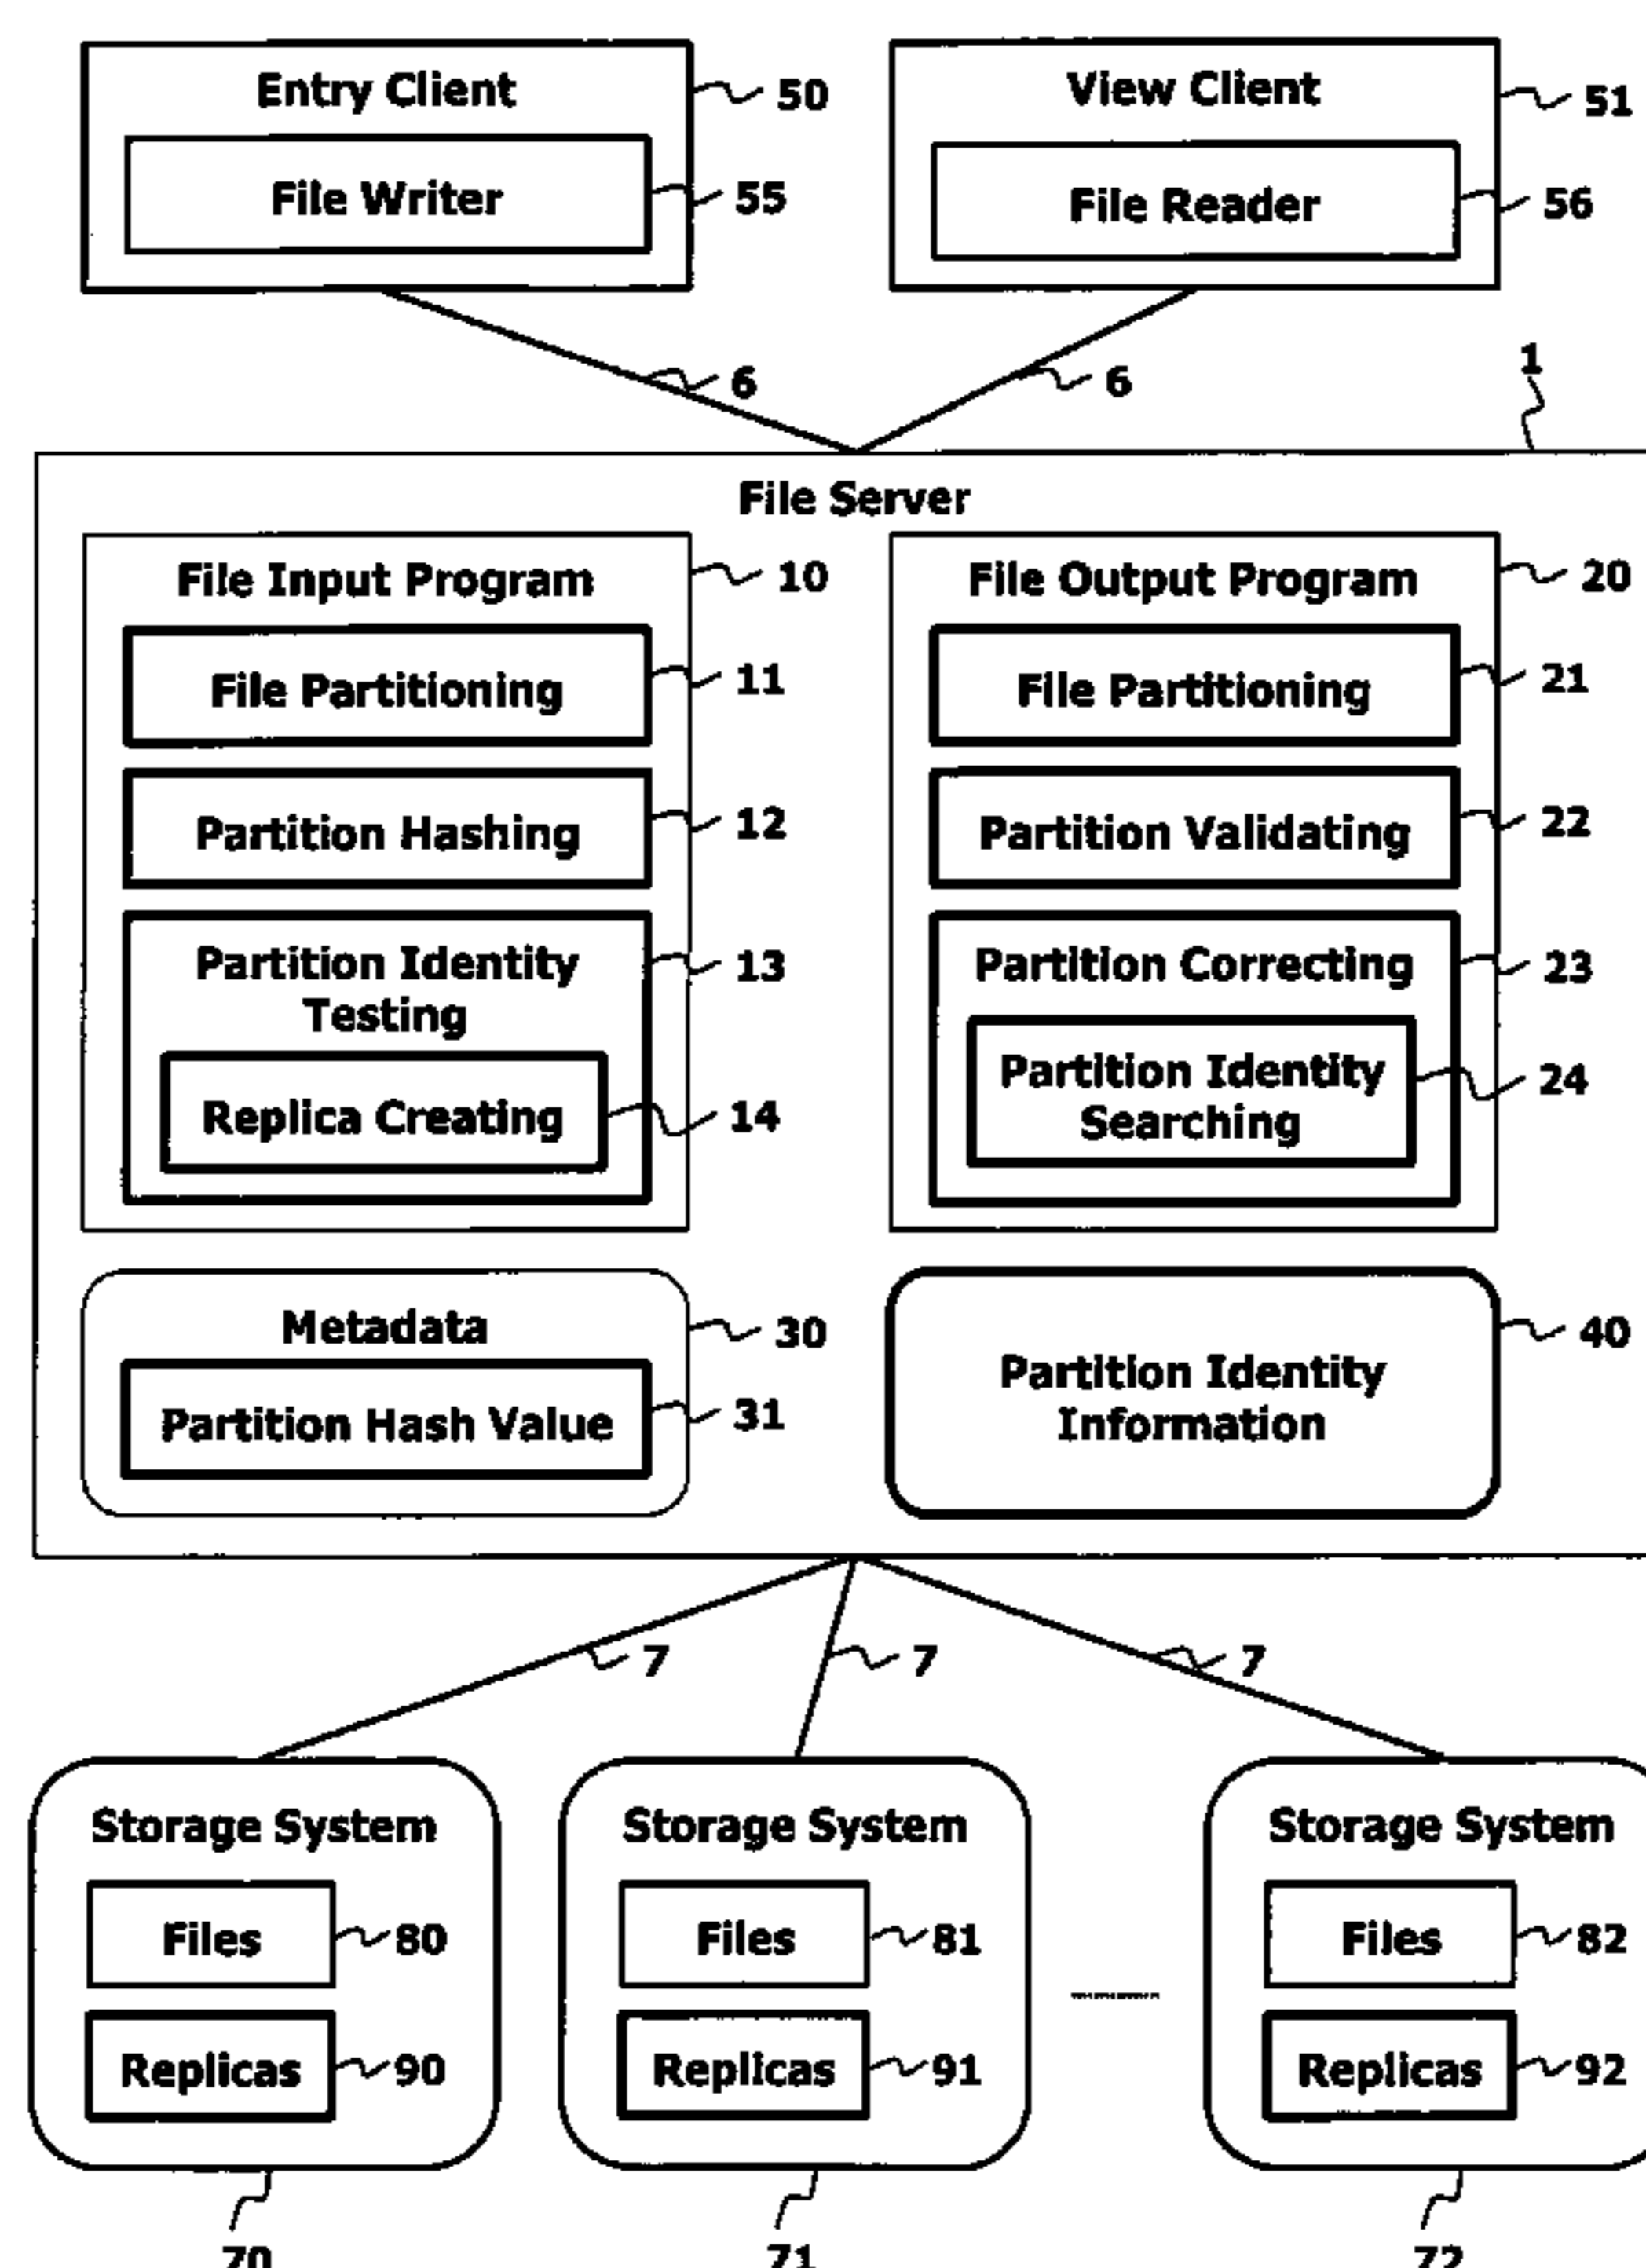 Entry Client
50
File Writer
55
View Client
51
File Reader
56
6
6
1
File Server
File Input Program
10
File Partitioning
11
Partition Hashing
12
Partition Identity
Testing
13
Replica Creating
14
File Output Program
20
File Partitioning
21
Partition Validating
22
Partition Correcting
23
Partition Identity
Searching
24
Metadata
30
Partition Hash Value
31
Partition Identity
Information
40
7
7
7
Storage System
Files
80
Replicas
90
70
Storage System
Files
81
Replicas
91
71
Storage System
Files
82
Replicas
92
72